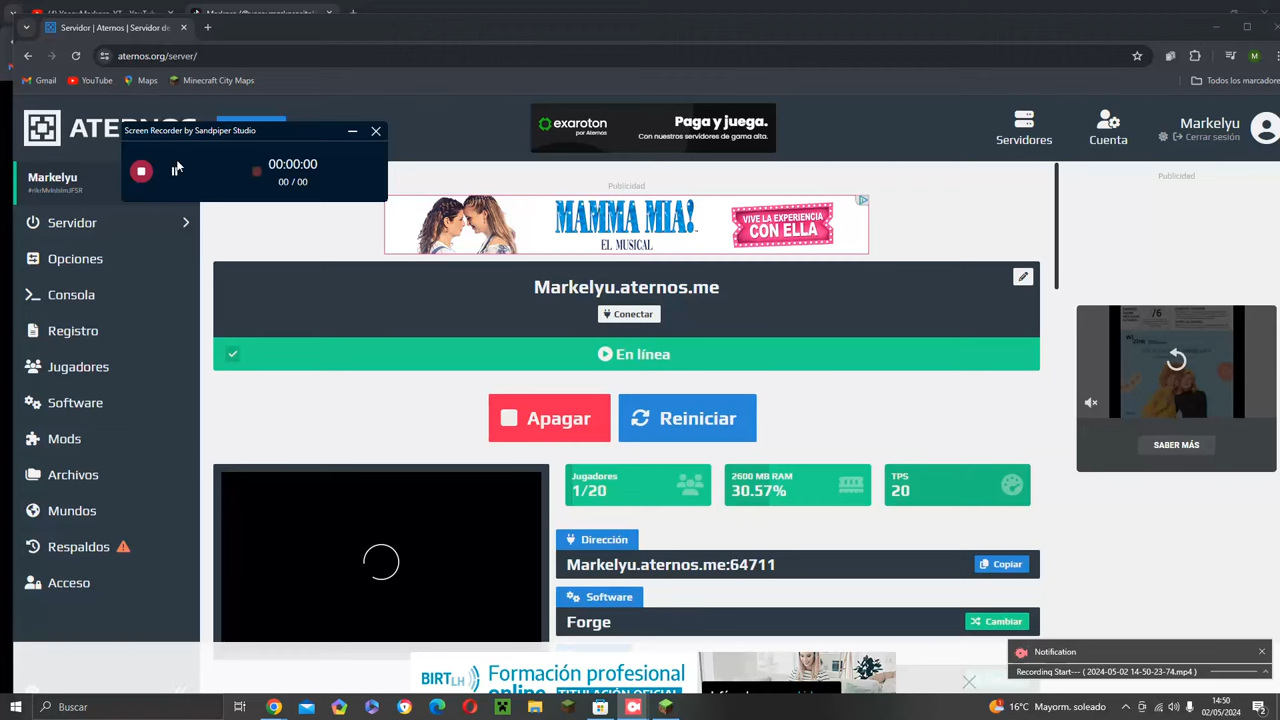 Servidor | Aternos | Servidor de
aternos.org/server/
M
Gmail
YouTube
Maps
Minecraft City Maps
Todos los marcadores
ATERNOS
Screen Recorder by Sandpiper Studio
00:00:00
00 / 00
exaroton
por Aternos
Paga y juega.
Con nuestros servidores de gama alta.
Servidores
Cuenta
Markelyu
Cerrar sesión
Markelyu
Servidor
Opciones
Consola
Registro
Jugadores
Software
Mods
Archivos
Mundos
Respaldos
Acceso
Publicidad
MAMMA MIA!
EL MUSICAL
VIVE LA EXPERIENCIA
CON ELLA
Markelyu.aternos.me
Conectar
En línea
Apagar
Reiniciar
Jugadores
1/20
2600 MB RAM
30.57%
TPS
20
Dirección
Markelyu.aternos.me:64711
Copiar
Software
Forge
Cambiar
Publicidad
/6
SABER MÁS
BIRTLH
Formación profesional
online
TITULACIÓN OFICIAL
Notification
Recording Start--- ( 2024-05-02 14-50-23-74.mp4 )
Buscar
16°C Mayorm. soleado
14:50
02/05/2024